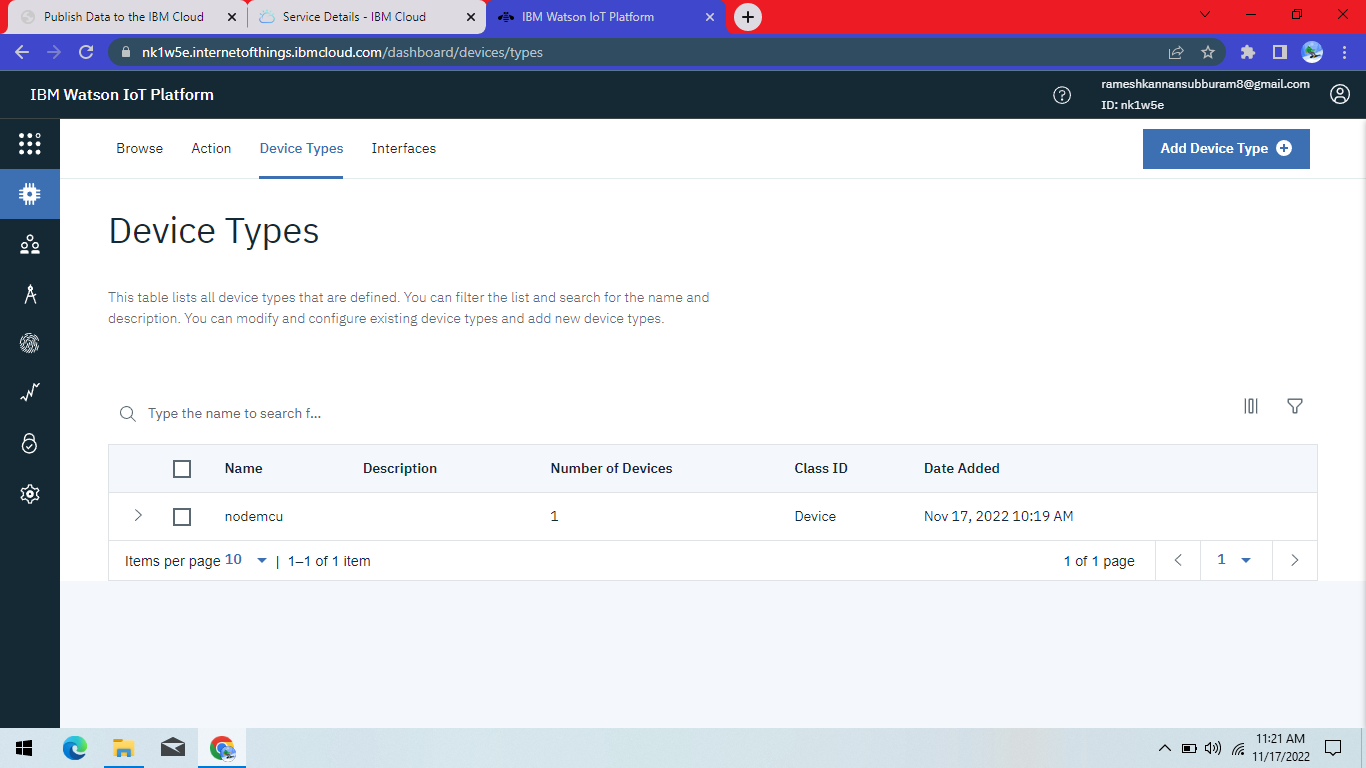 Publish Data to the IBM Cloud
Service Details - IBM Cloud
IBM Watson IoT Platform
nk1w5e.internetofthings.ibmcloud.com/dashboard/devices/types
IBM Watson IoT Platform
rameshkannansubburam8@gmail.com
ID: nk1w5e
Browse Action Device Types Interfaces
Add Device Type
Device Types
This table lists all device types that are defined. You can filter the list and search for the name and
description. You can modify and configure existing device types and add new device types.
Type the name to search f...
Name Description Number of Devices Class ID Date Added
nodemcu 1 Device Nov 17, 2022 10:19 AM
Items per page 10 | 1–1 of 1 item 1 of 1 page 1
11:21 AM
11/17/2022